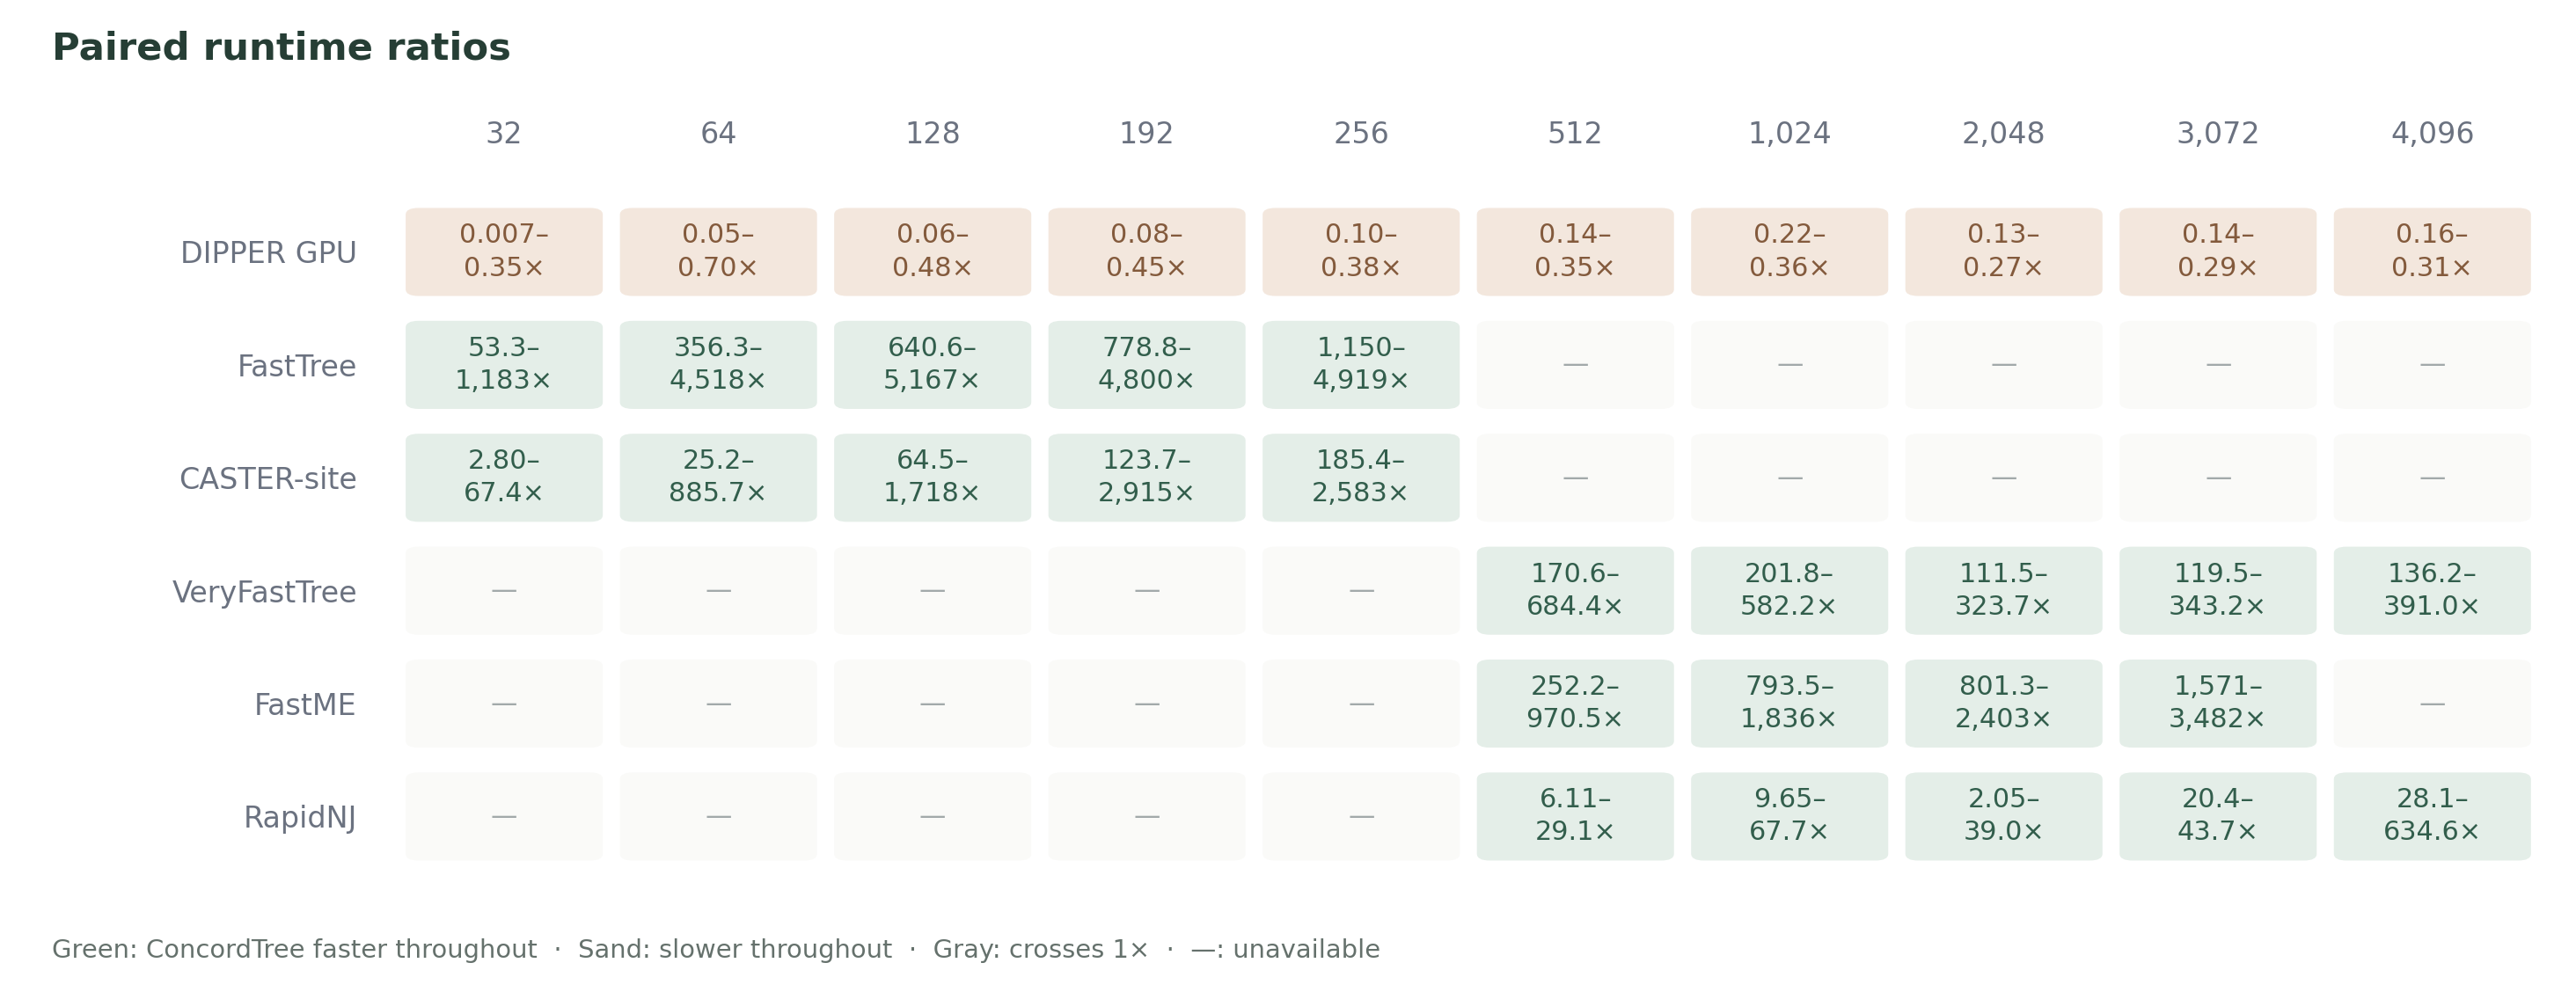 Paired runtime ratios
32 64 128 192 256 512 1,024 2,048 3,072 4,096
DIPPER GPU 0.007–0.35× 0.05–0.70× 0.06–0.48× 0.08–0.45× 0.10–0.38× 0.14–0.35× 0.22–0.36× 0.13–0.27× 0.14–0.29× 0.16–0.31×
FastTree 53.3–1,183× 356.3–4,518× 640.6–5,167× 778.8–4,800× 1,150–4,919× — — — — —
CASTER-site 2.80–67.4× 25.2–885.7× 64.5–1,718× 123.7–2,915× 185.4–2,583× — — — — —
VeryFastTree — — — — — 170.6–684.4× 201.8–582.2× 111.5–323.7× 119.5–343.2× 136.2–391.0×
FastME — — — — — 252.2–970.5× 793.5–1,836× 801.3–2,403× 1,571–3,482× —
RapidNJ — — — — — 6.11–29.1× 9.65–67.7× 2.05–39.0× 20.4–43.7× 28.1–634.6×
Green: ConcordTree faster throughout · Sand: slower throughout · Gray: crosses 1× · —: unavailable